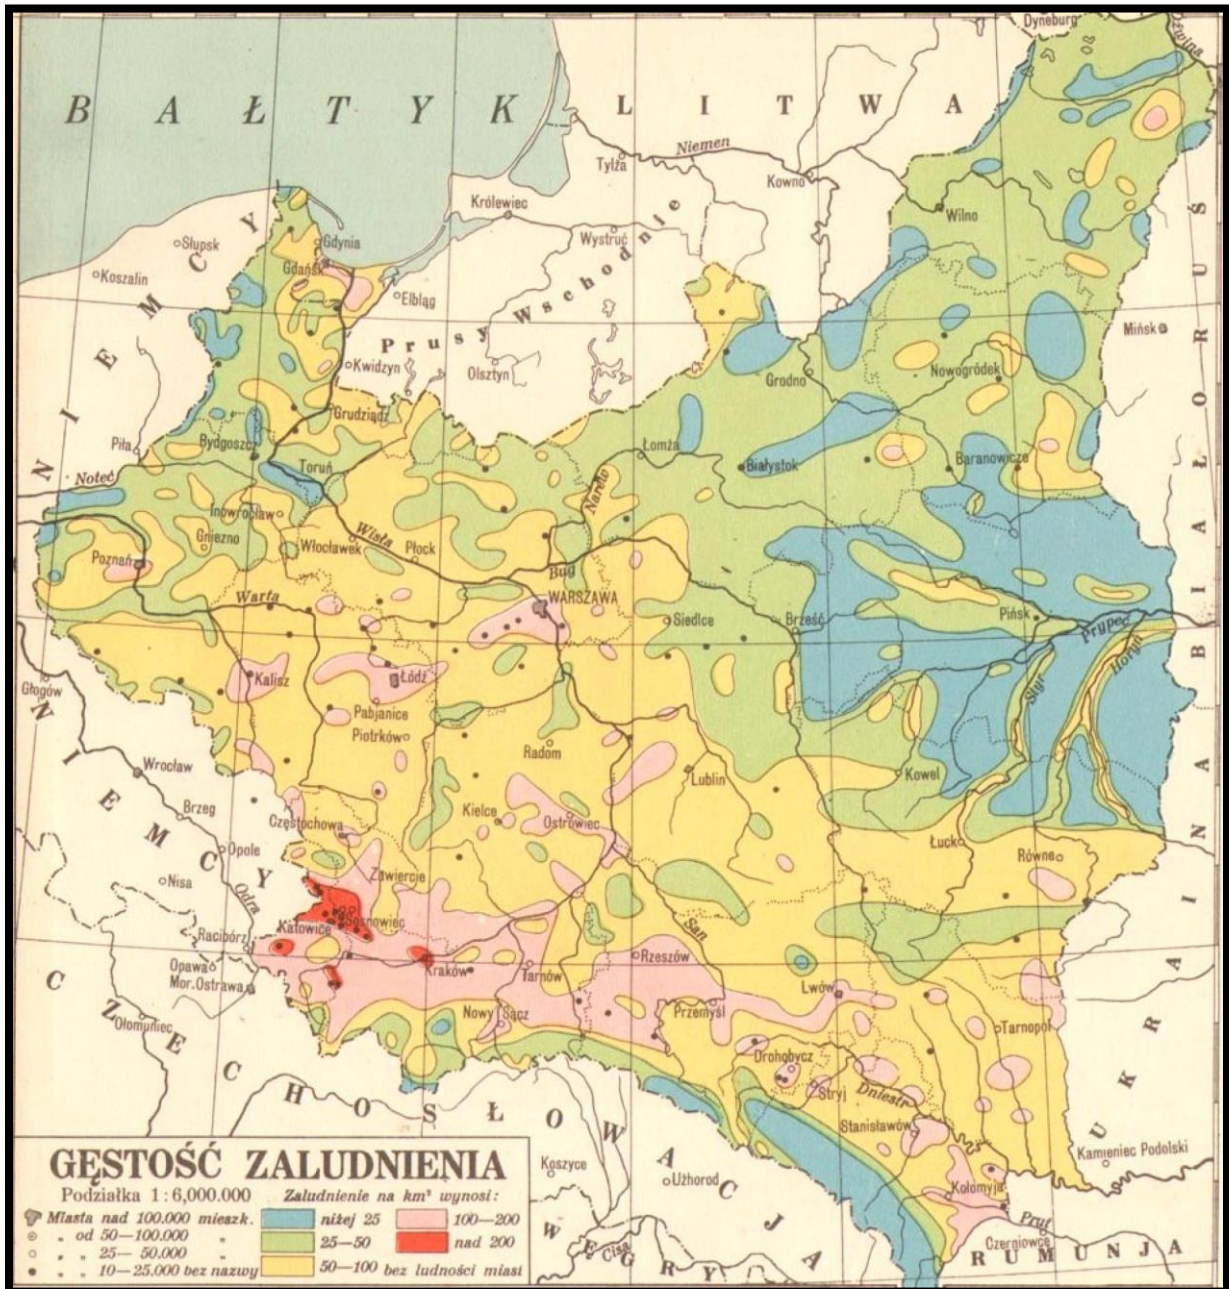 Dyneburg
Dźwina
BAŁTYK
LITWA
Niemen
Tylża
Kowno
Królewiec
Wilno
Gdynia
Słupsk
Wystruć
Gdańsk
Koszalin
Elbląg
Prusy Wschodnie
Mińsk
NIEMCY
Kwidzyn
Olsztyn
Grodno
Nowogródek
Grudziądz
Piła
Bydgoszcz
Łomża
Toruń
Białystok
Baranowicze
Noteć
Narew
Inowrocław
Gniezno
Wisła
Włocławek
Płock
Poznań
Bug
Warta
WARSZAWA
Siedlce
Brześć
Pińsk
Prypeć
Horyń
BIAŁORUŚ
Głogów
Kalisz
Łódź
Styr
Pabjanice
Piotrków
Radom
Wrocław
Lublin
Kowel
Brzeg
Kielce
Ostrowiec
Częstochowa
Opole
Łuck
Równe
NIEMCY
Zawiercie
Nisa
Odra
Sosnowiec
Katowice
San
Racibórz
Rzeszów
Opawa
Kraków
Tarnów
Mor. Ostrawa
Lwów
Przemyśl
Nowy Sącz
Ołomuniec
Tarnopol
Drohobycz
Stryj
Dniestr
Stanisławów
UKRAINA
CZECHOSŁOWACJA
Kamieniec Podolski
Koszyce
Użhorod
Kołomyja
Prut
Czerniowce
Cisa
WĘGRY
RUMUNJA
GĘSTOŚĆ ZALUDNIENIA
Podziałka 1:6,000.000
Zaludnienie na km² wynosi:
Miasta nad 100.000 mieszk.
„ od 50—100.000 „
„ „ 25— 50.000 „
„ „ 10—25.000 bez nazwy
niżej 25
25—50
50—100 bez ludności miast
100—200
nad 200